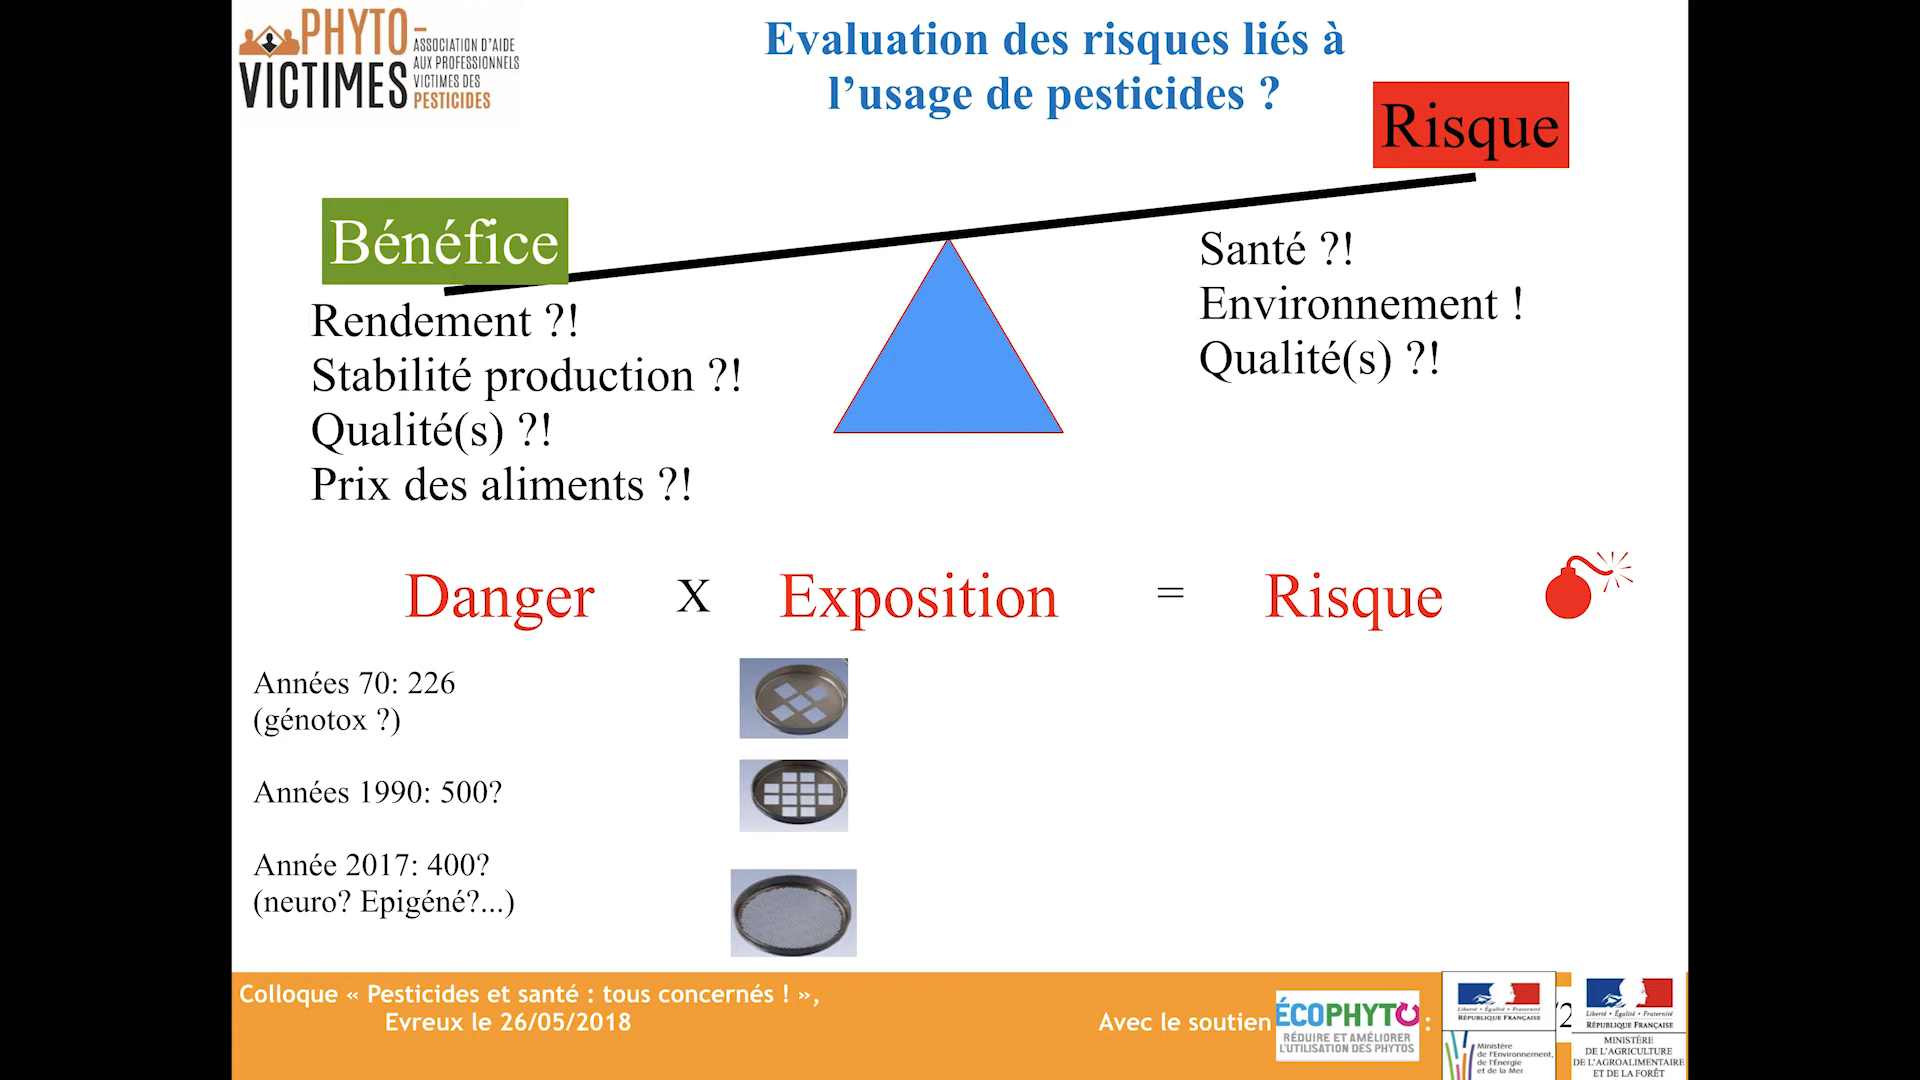 PHYTO-
VICTIMES
ASSOCIATION D'AIDE
AUX PROFESSIONNELS
VICTIMES DES
PESTICIDES
Evaluation des risques liés à
l’usage de pesticides ?
Risque
Bénéfice
Rendement ?!
Stabilité production ?!
Qualité(s) ?!
Prix des aliments ?!
Santé ?!
Environnement !
Qualité(s) ?!
Danger X Exposition = Risque
Années 70: 226
(génotox ?)
Années 1990: 500?
Année 2017: 400?
(neuro? Epigéné?...)
Colloque « Pesticides et santé : tous concernés ! »,
Evreux le 26/05/2018
Avec le soutien :
ÉCOPHYTO
RÉDUIRE ET AMÉLIORER
L'UTILISATION DES PHYTOS
Liberté • Égalité • Fraternité
RÉPUBLIQUE FRANÇAISE
Ministère
de l'Environnement,
de l'Énergie
et de la Mer
/2
Liberté • Égalité • Fraternité
RÉPUBLIQUE FRANÇAISE
MINISTÈRE
DE L'AGRICULTURE
DE L'AGROALIMENTAIRE
ET DE LA FORÊT